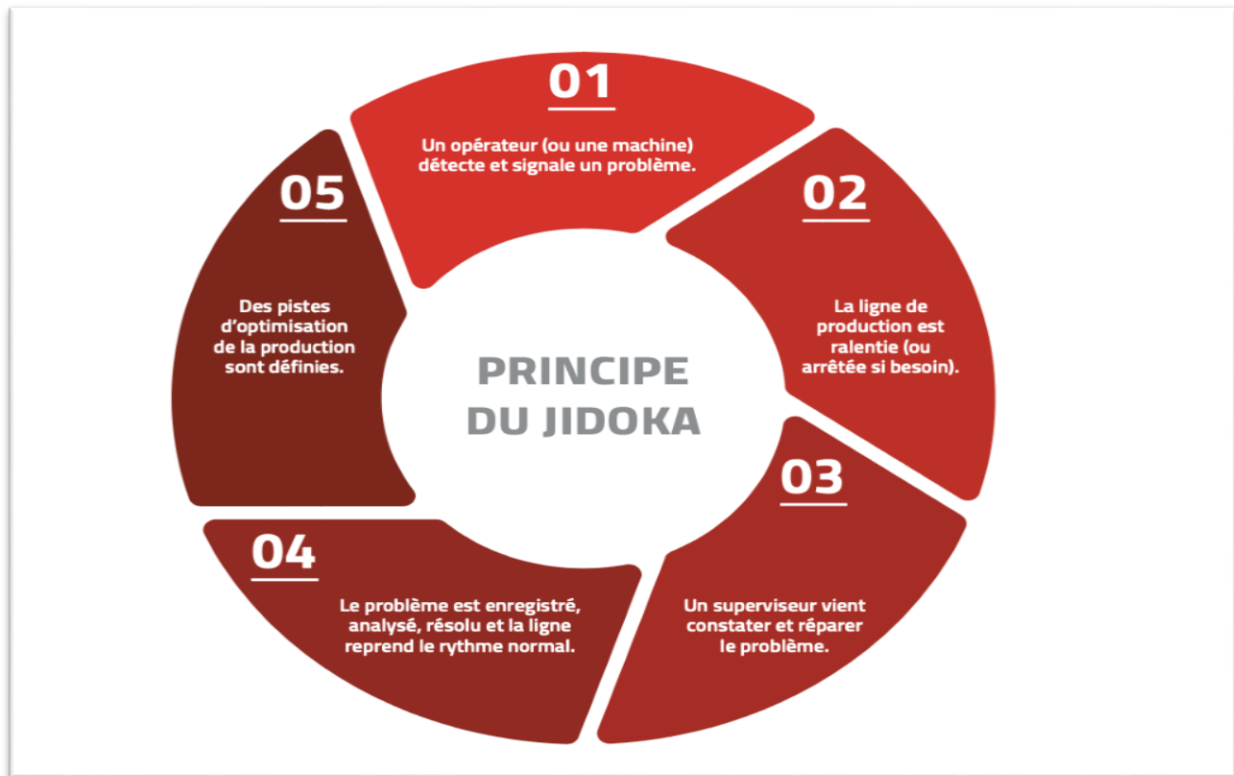 01
Un opérateur (ou une machine)
détecte et signale un problème.
02
La ligne de
production est
ralentie (ou
arrêtée si besoin).
03
Un superviseur vient
constater et réparer
le problème.
04
Le problème est enregistré,
analysé, résolu et la ligne
reprend le rythme normal.
05
Des pistes
d'optimisation
de la production
sont définies.
PRINCIPE
DU JIDOKA